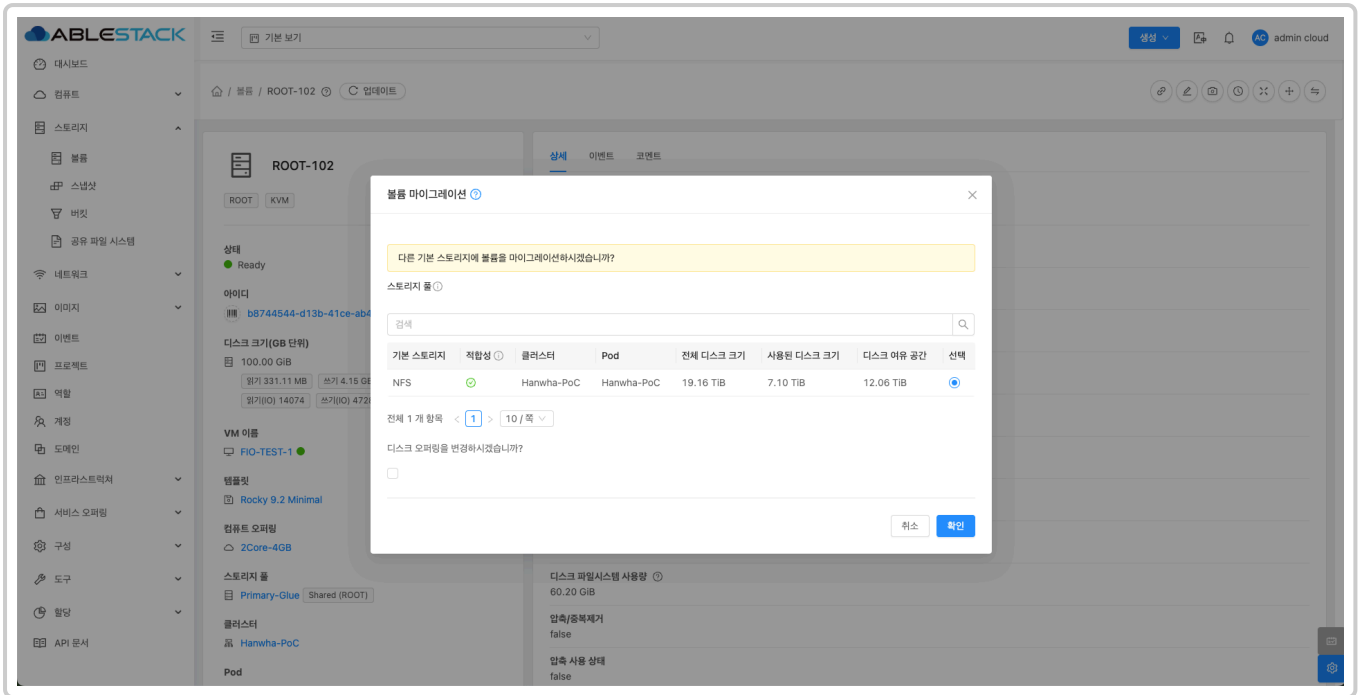 ABLESTACK
기본 보기
생성
AC
admin cloud
대시보드
컴퓨트
스토리지
볼륨
스냅샷
버킷
공유 파일 시스템
네트워크
이미지
이벤트
프로젝트
역할
계정
도메인
인프라스트럭쳐
서비스 오퍼링
구성
도구
할당
API 문서
/ 볼륨 / ROOT-102
업데이트
ROOT-102
ROOT KVM
상태
Ready
아이디
b8744544-d13b-41ce-ab4
디스크 크기(GB 단위)
100.00 GiB
읽기 331.11 MB 쓰기 4.15 GB
읽기(IO) 14074 쓰기(IO) 472
VM 이름
FIO-TEST-1
템플릿
Rocky 9.2 Minimal
컴퓨트 오퍼링
2Core-4GB
스토리지 풀
Primary-Glue Shared (ROOT)
클러스터
Hanwha-PoC
Pod
상세 이벤트 코멘트
볼륨 마이그레이션
다른 기본 스토리지에 볼륨을 마이그레이션하시겠습니까?
스토리지 풀
검색
기본 스토리지 적합성 클러스터 Pod 전체 디스크 크기 사용된 디스크 크기 디스크 여유 공간 선택
NFS Hanwha-PoC Hanwha-PoC 19.16 TiB 7.10 TiB 12.06 TiB
전체 1 개 항목 < 1 > 10 / 쪽
디스크 오퍼링을 변경하시겠습니까?
취소 확인
디스크 파일시스템 사용량
60.20 GiB
압축/중복제거
false
압축 사용 상태
false